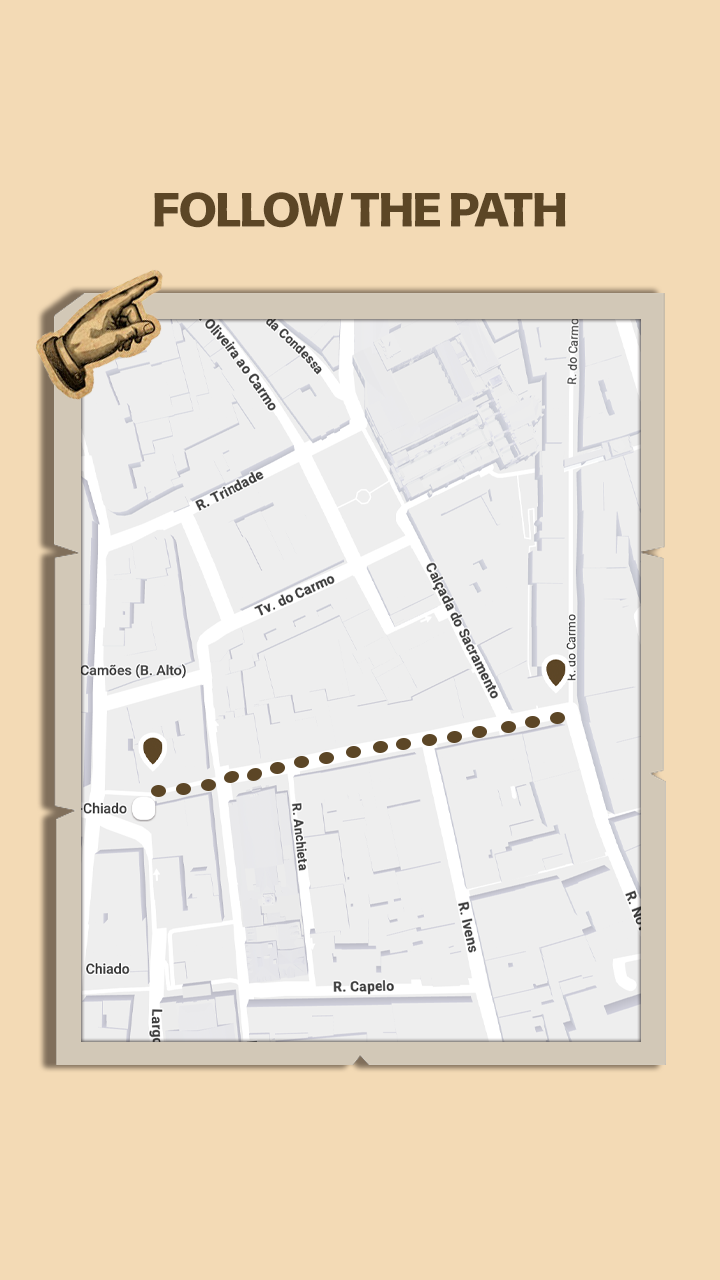 FOLLOW THE PATH
Oliveira ao Carmo
da Condessa
R. do Carmo
R. Trindade
Tv. do Carmo
Calçada do Sacramento
R. do Carmo
Camões (B. Alto)
Chiado
R. Anchieta
R. Ivens
Chiado
R. Capelo
Largo